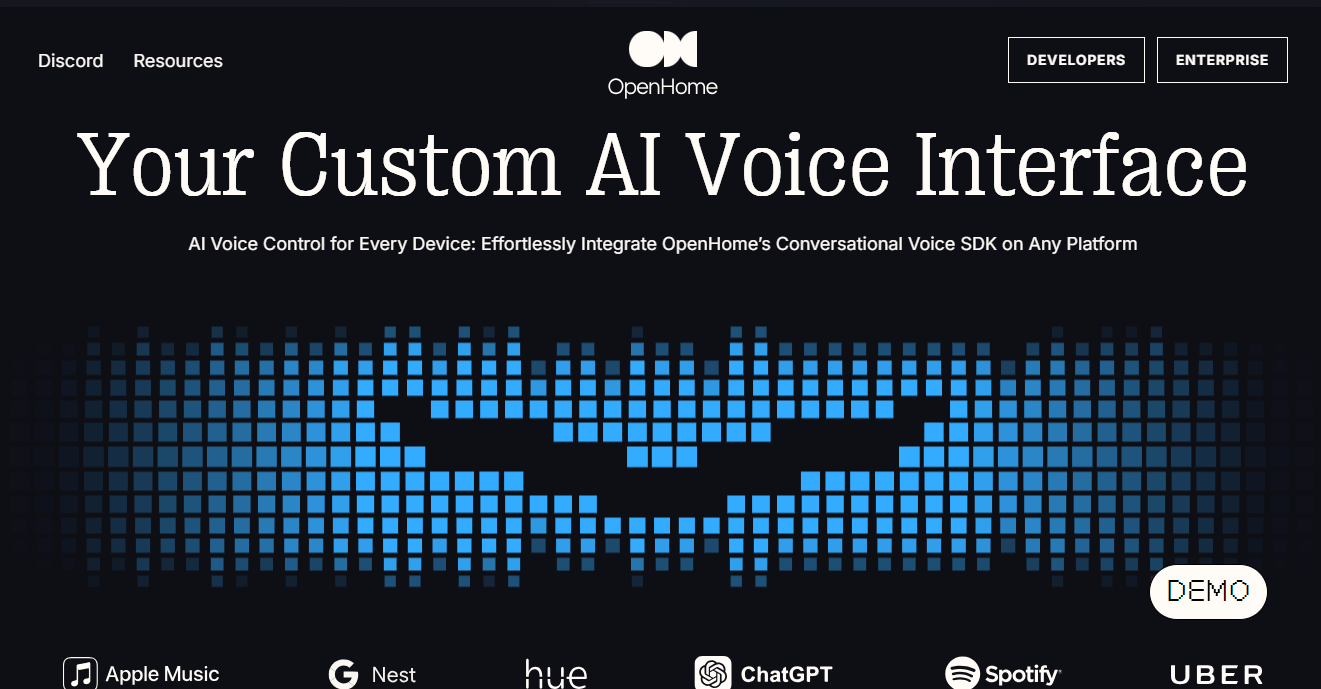 Discord Resources
OpenHome
DEVELOPERS ENTERPRISE
Your Custom AI Voice Interface
AI Voice Control for Every Device: Effortlessly Integrate OpenHome’s Conversational Voice SDK on Any Platform
DEMO
Apple Music G Nest hue ChatGPT Spotify UBER